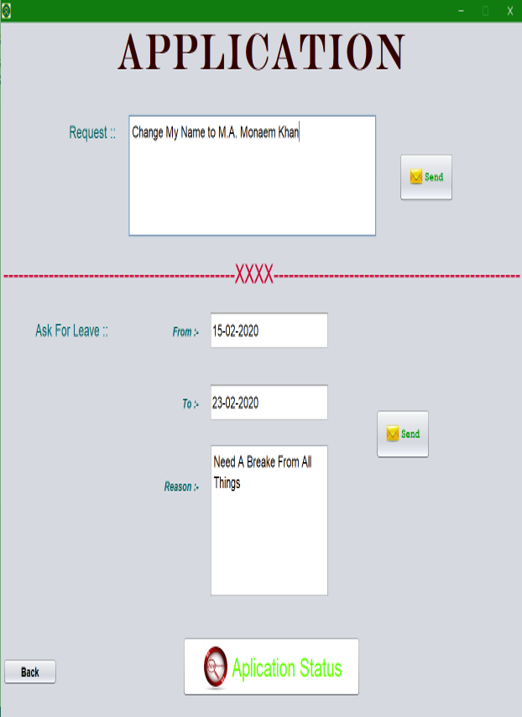 APPLICATION
Request ::
Change My Name to M.A. Monaem Khan
Send
XXXX
Ask For Leave ::
From :-
15-02-2020
To :-
23-02-2020
Send
Reason :-
Need A Breake From All
Things
Back
Aplication Status